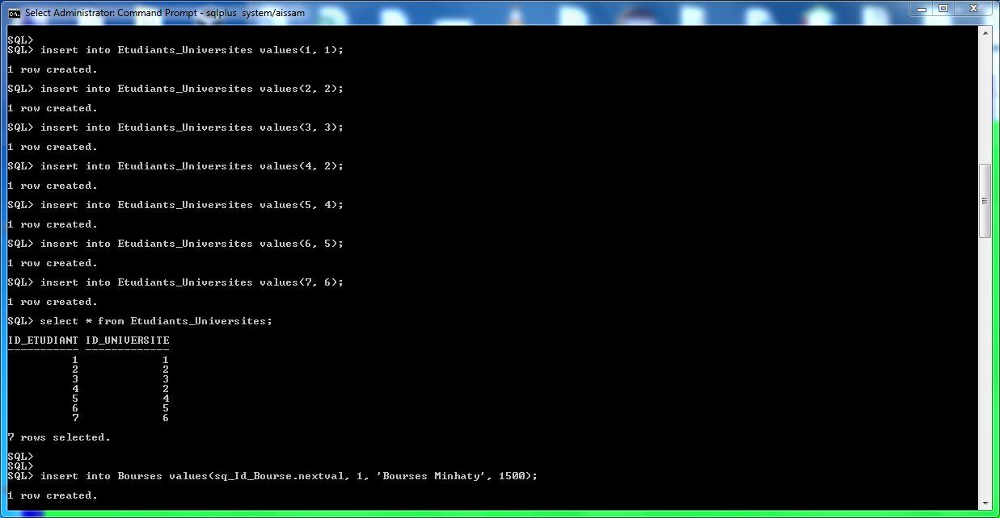 Select Administrator: Command Prompt - sqlplus  system/aissam
SQL>
SQL> insert into Etudiants_Universites values(1, 1);
1 row created.
SQL> insert into Etudiants_Universites values(2, 2);
1 row created.
SQL> insert into Etudiants_Universites values(3, 3);
1 row created.
SQL> insert into Etudiants_Universites values(4, 2);
1 row created.
SQL> insert into Etudiants_Universites values(5, 4);
1 row created.
SQL> insert into Etudiants_Universites values(6, 5);
1 row created.
SQL> insert into Etudiants_Universites values(7, 6);
1 row created.
SQL> select * from Etudiants_Universites;
ID_ETUDIANT ID_UNIVERSITE
----------- -------------
1 1
2 2
3 3
4 2
5 4
6 5
7 6
7 rows selected.
SQL>
SQL>
SQL> insert into Bourses values(sq_Id_Bourse.nextval, 1, 'Bourses Minhaty', 1500);
1 row created.